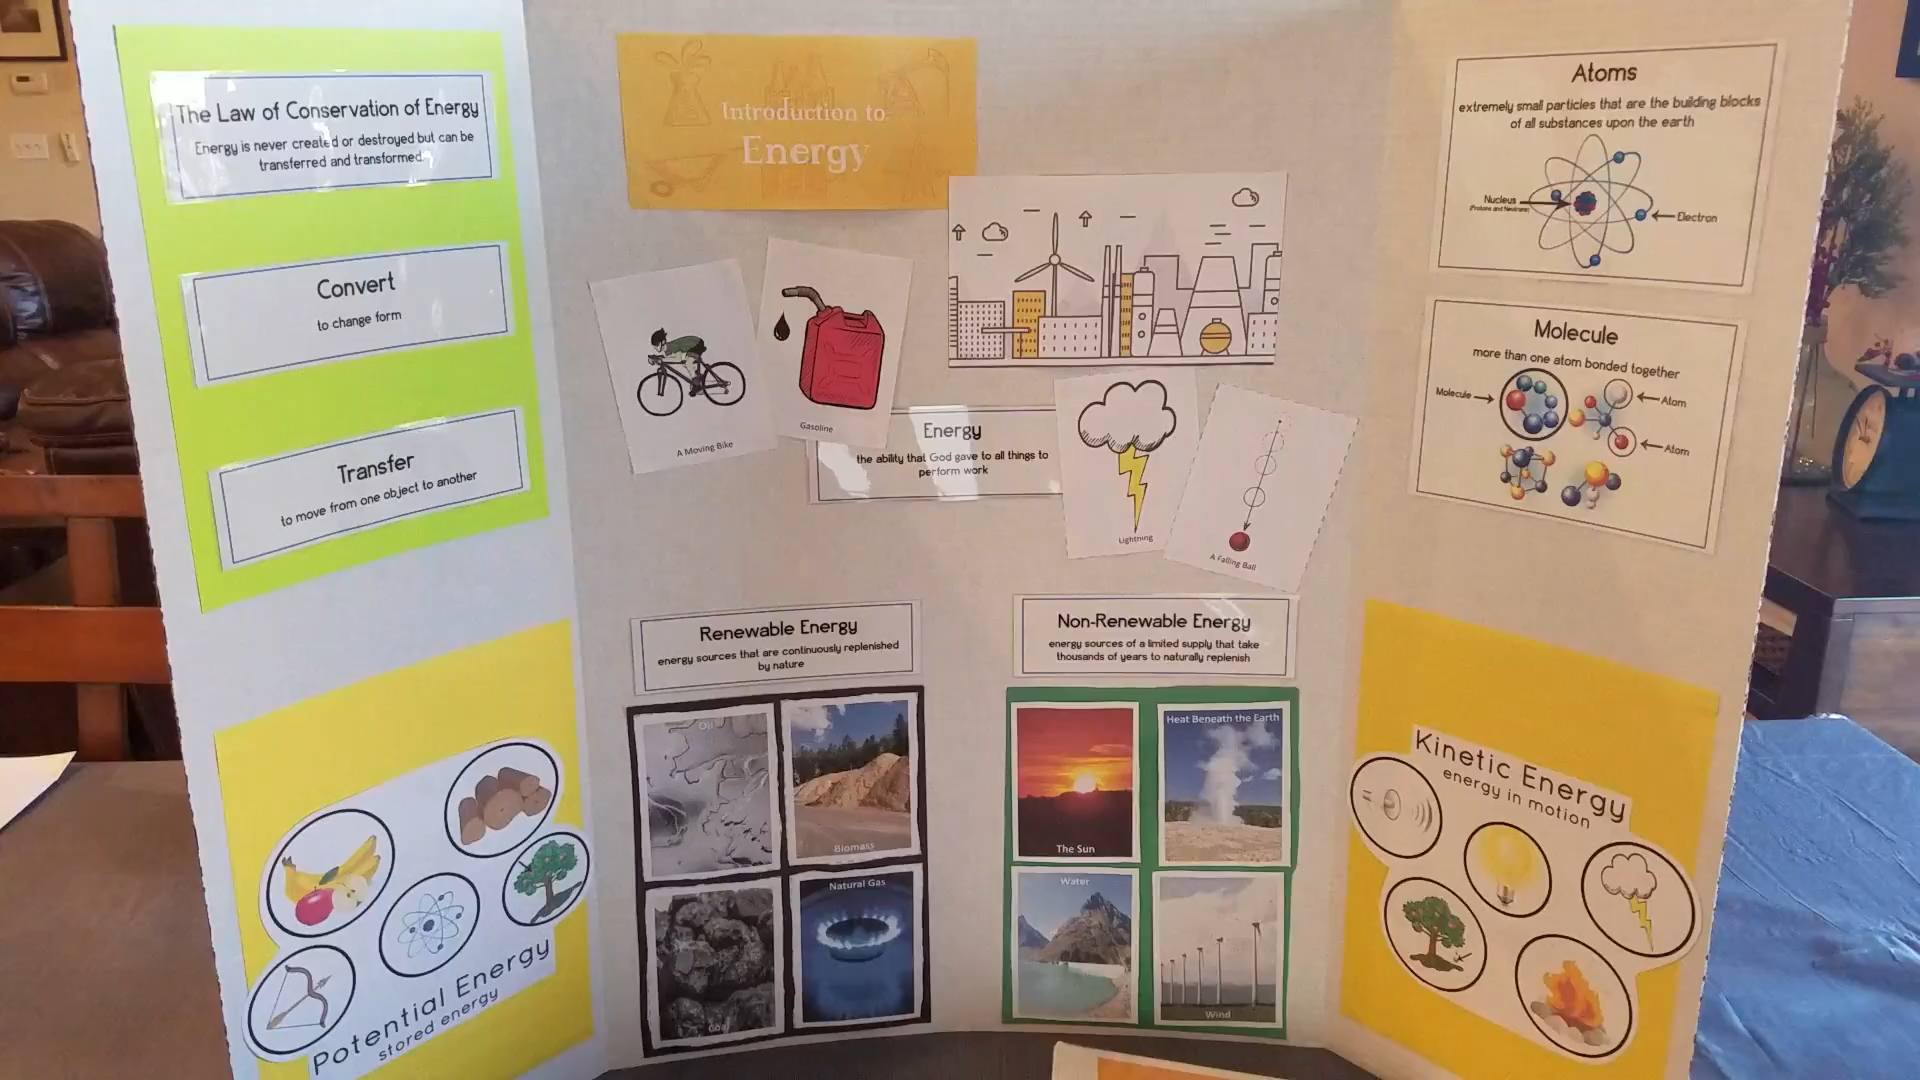 The Law of Conservation of Energy
Energy is never created or destroyed but can be
transferred and transformed
Convert
to change form
Transfer
to move from one object to another
Potential Energy
stored energy
Introduction to
Energy
A Moving Bike
Gasoline
Energy
the ability that God gave to all things to
perform work
Lightning
A Falling Ball
Renewable Energy
energy sources that are continuously replenished
by nature
Oil
Biomass
Coal
Natural Gas
Non-Renewable Energy
energy sources of a limited supply that take
thousands of years to naturally replenish
The Sun
Heat Beneath the Earth
Water
Wind
Atoms
extremely small particles that are the building blocks
of all substances upon the earth
Nucleus
(Protons and Neutrons)
Electron
Molecule
more than one atom bonded together
Molecule
Atom
Atom
Kinetic Energy
energy in motion